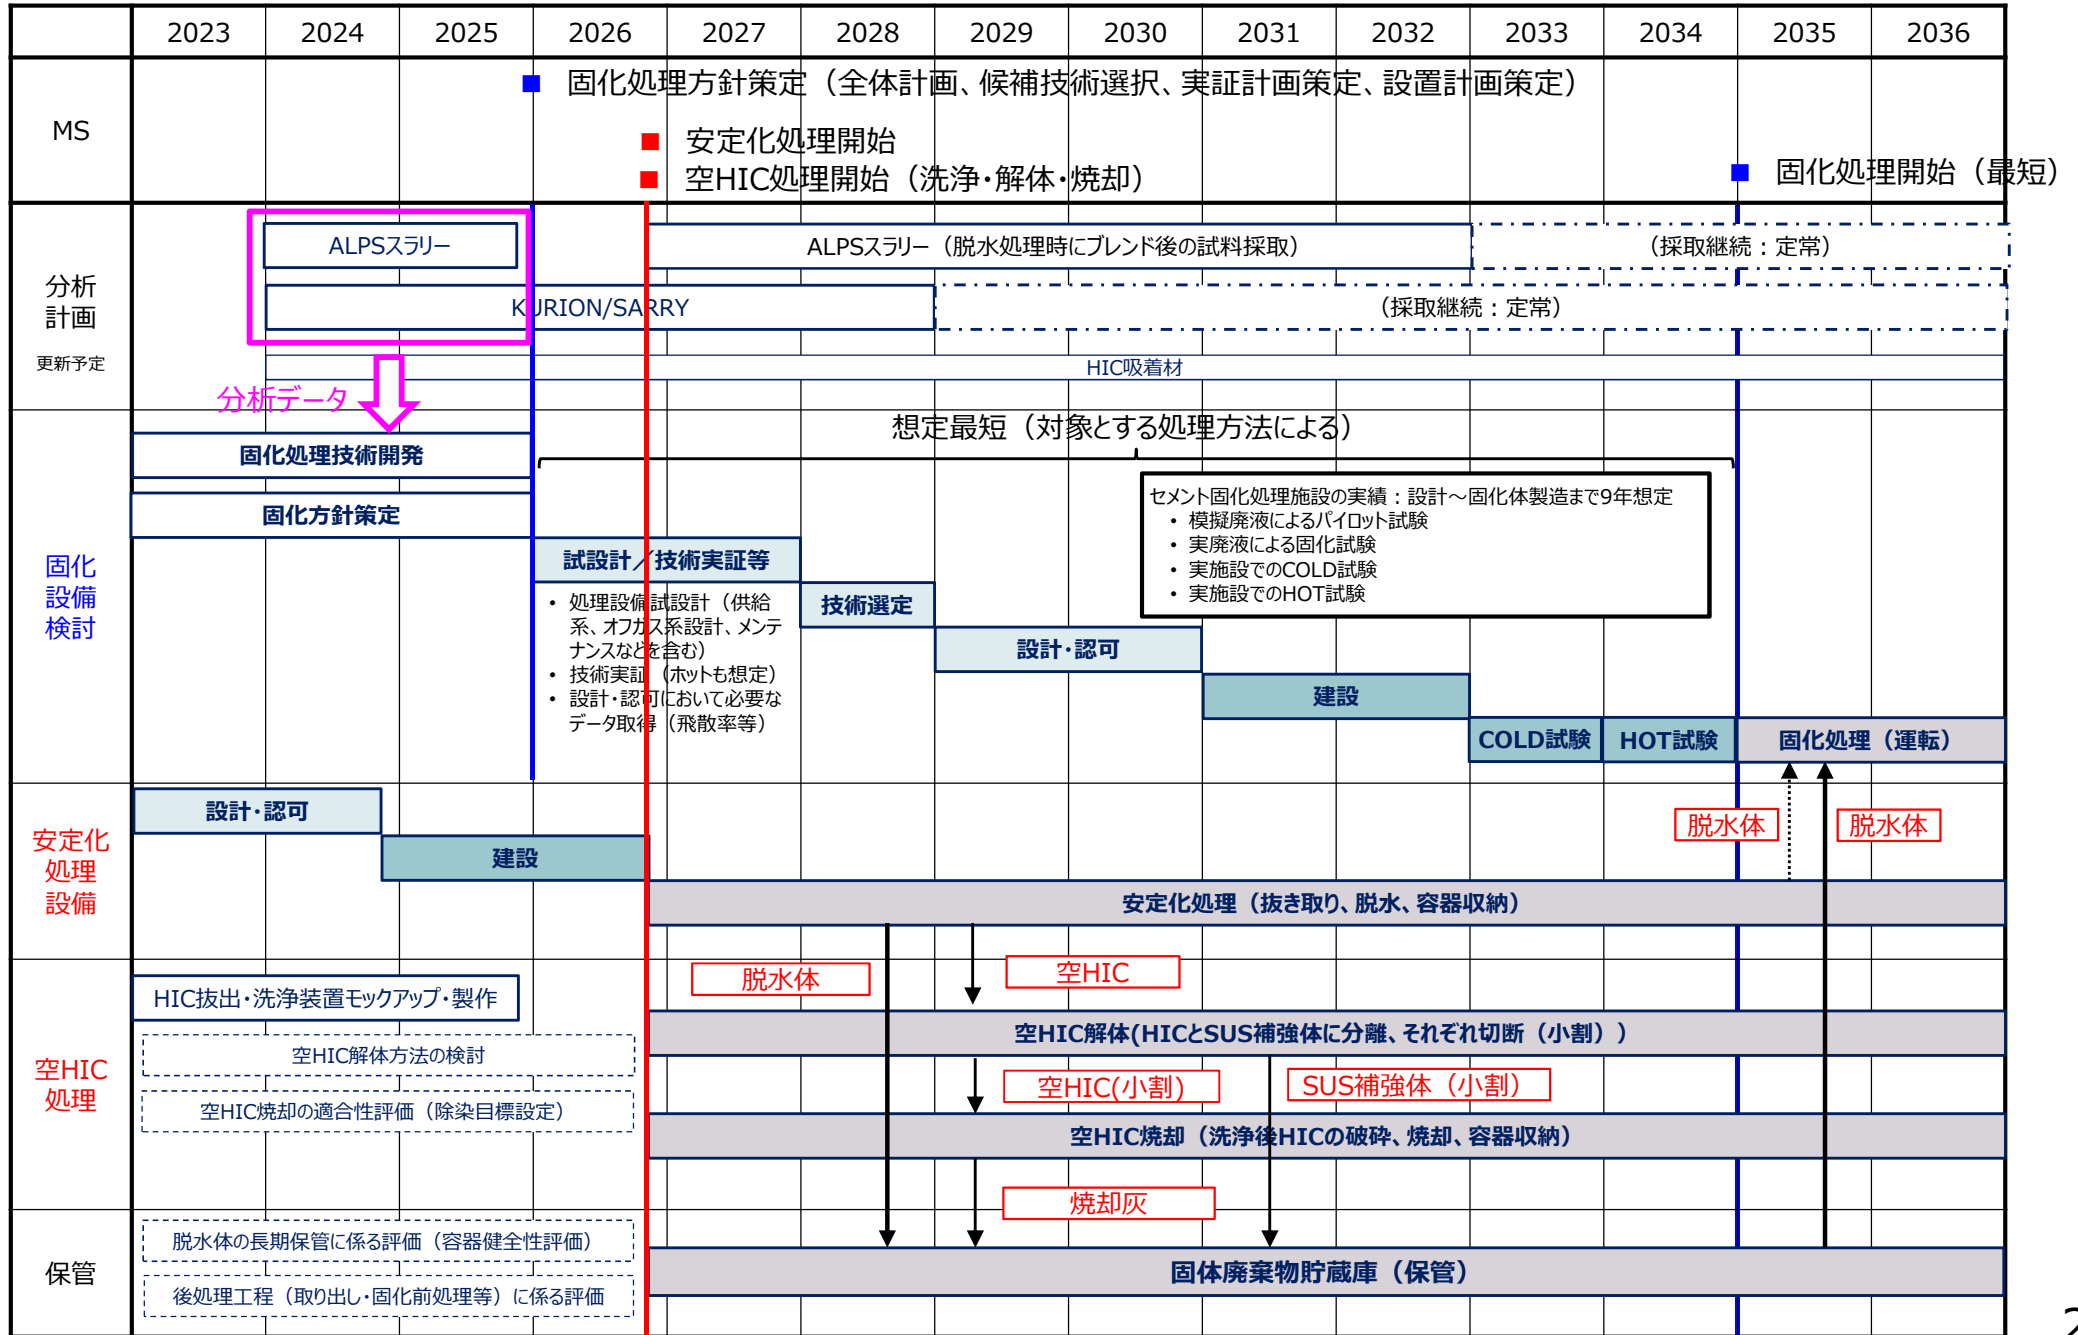 2023 2024 2025 2026 2027 2028 2029 2030 2031 2032 2033 2034 2035 2036
MS
固化処理方針策定（全体計画、候補技術選択、実証計画策定、設置計画策定）
安定化処理開始
空HIC処理開始（洗浄・解体・焼却）
固化処理開始（最短）
分析
計画
更新予定
ALPSスラリー
ALPSスラリー（脱水処理時にブレンド後の試料採取）
（採取継続：定常）
KURION/SARRY
（採取継続：定常）
HIC吸着材
分析データ
固化
設備
検討
想定最短（対象とする処理方法による）
固化処理技術開発
固化方針策定
セメント固化処理施設の実績：設計～固化体製造まで9年想定
• 模擬廃液によるパイロット試験
• 実廃液による固化試験
• 実施設でのCOLD試験
• 実施設でのHOT試験
試設計／技術実証等
• 処理設備試設計（供給
系、オフガス系設計、メンテ
ナンスなどを含む）
• 技術実証（ホットも想定）
• 設計・認可において必要な
データ取得（飛散率等）
技術選定
設計・認可
建設
COLD試験
HOT試験
固化処理（運転）
安定化
処理
設備
設計・認可
建設
脱水体
脱水体
安定化処理（抜き取り、脱水、容器収納）
空HIC
処理
脱水体
空HIC
HIC抜出・洗浄装置モックアップ・製作
空HIC解体(HICとSUS補強体に分離、それぞれ切断（小割））
空HIC解体方法の検討
空HIC(小割)
SUS補強体（小割）
空HIC焼却の適合性評価（除染目標設定）
空HIC焼却（洗浄後HICの破砕、焼却、容器収納）
焼却灰
保管
脱水体の長期保管に係る評価（容器健全性評価）
固体廃棄物貯蔵庫（保管）
後処理工程（取り出し・固化前処理等）に係る評価
2